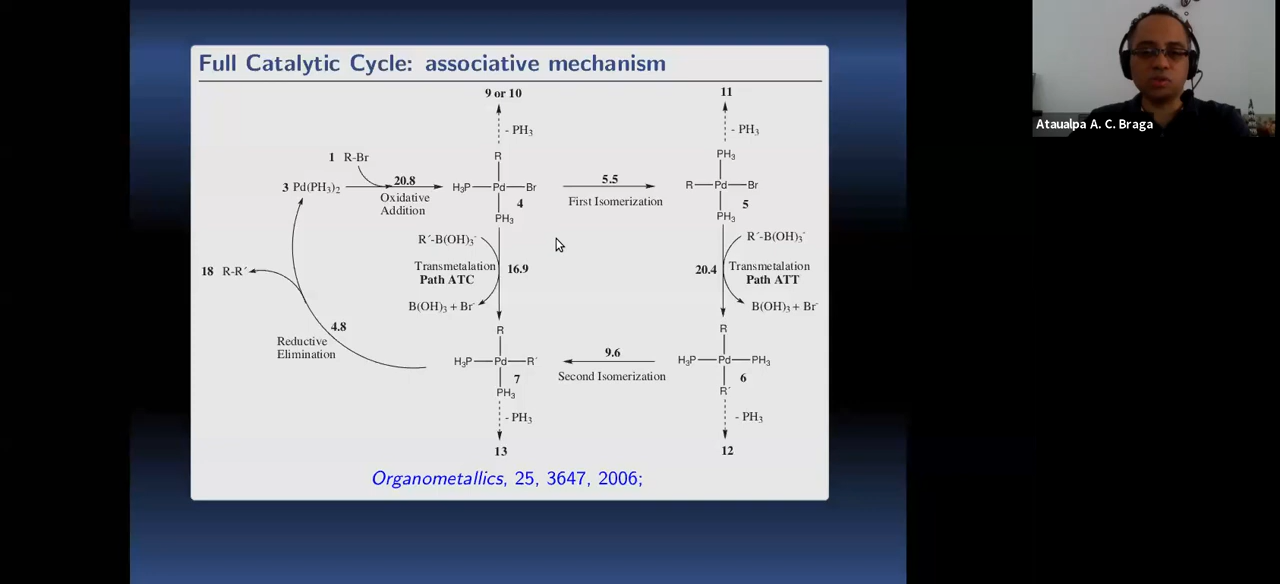 Full Catalytic Cycle: associative mechanism
9 or 10
11
- PH3
- PH3
1 R-Br
R
PH3
3 Pd(PH3)2
20.8
Oxidative
Addition
H3P—Pd—Br
4
PH3
5.5
First Isomerization
R—Pd—Br
5
PH3
R´-B(OH)3-
Transmetalation
Path ATC
16.9
B(OH)3 + Br-
R´-B(OH)3-
20.4
Transmetalation
Path ATT
B(OH)3 + Br-
18 R-R´
4.8
Reductive
Elimination
R
H3P—Pd—R´
7
PH3
9.6
Second Isomerization
R
H3P—Pd—PH3
6
R´
- PH3
- PH3
13
12
Organometallics, 25, 3647, 2006;
Ataualpa A. C. Braga